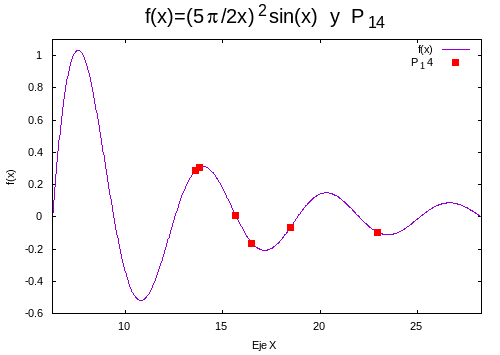 f(x)=(5π/2x)²sin(x) y P₁₄
f(x)
P₁4
1
0.8
0.6
0.4
0.2
0
-0.2
-0.4
-0.6
f(x)
10 15 20 25
Eje X